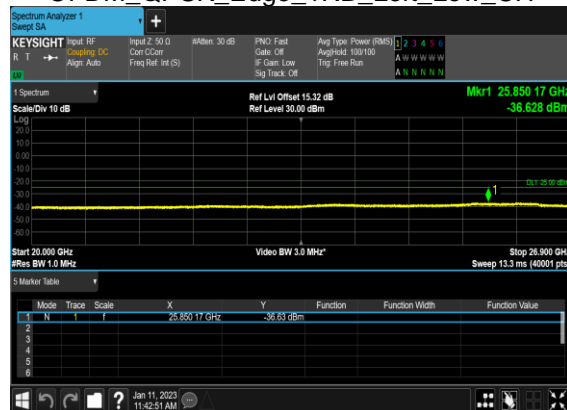 Spectrum Analyzer 1
Swept SA
+
KEYSIGHT Input: RF Input Z: 50 Ω #Atten: 30 dB PNO: Fast Avg Type: Power (RMS) 1 2 3 4 5 6
R T Coupling: DC Corr CCorr Gate: Off Avg|Hold: 100/100 A W W W W W
Align: Auto Freq Ref: Int (S) IF Gain: Low Trig: Free Run
Sig Track: Off A N N N N N
1 Spectrum Ref Lvl Offset 15.32 dB Mkr1 25.850 17 GHz
Scale/Div 10 dB Ref Level 30.00 dBm -36.628 dBm
Log
20.0
10.0
0.00
-10.0
-20.0 DL1 25.00 dBm
-30.0 1
-40.0
-50.0
-60.0
Start 20.000 GHz Video BW 3.0 MHz* Stop 26.900 GHz
#Res BW 1.0 MHz Sweep 13.3 ms (40001 pts)
5 Marker Table
Mode Trace Scale X Y Function Function Width Function Value
1 N 1 f 25.850 17 GHz -36.63 dBm
2
3
4
5
6
? Jan 11, 2023
11:42:51 AM